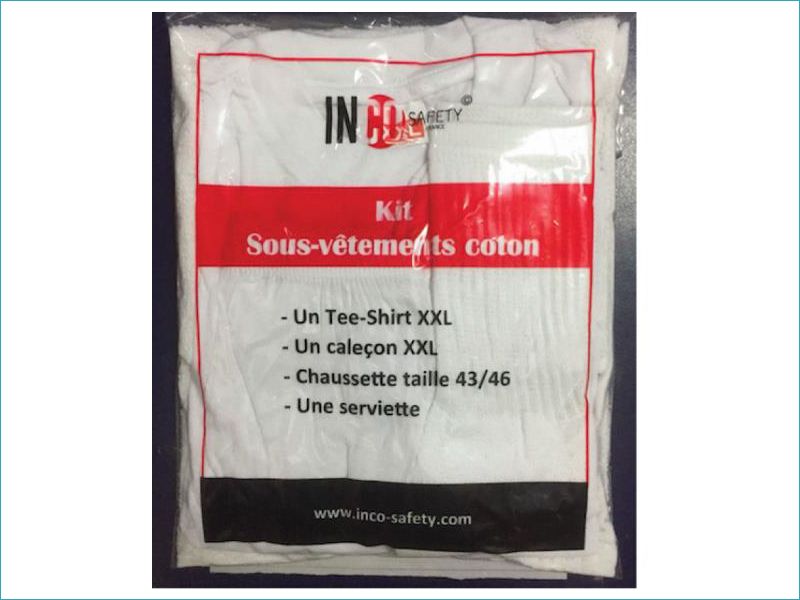 INCO SAFETY ©
FRANCE
Kit
Sous-vêtements coton
- Un Tee-Shirt XXL
- Un caleçon XXL
- Chaussette taille 43/46
- Une serviette
www.inco-safety.com